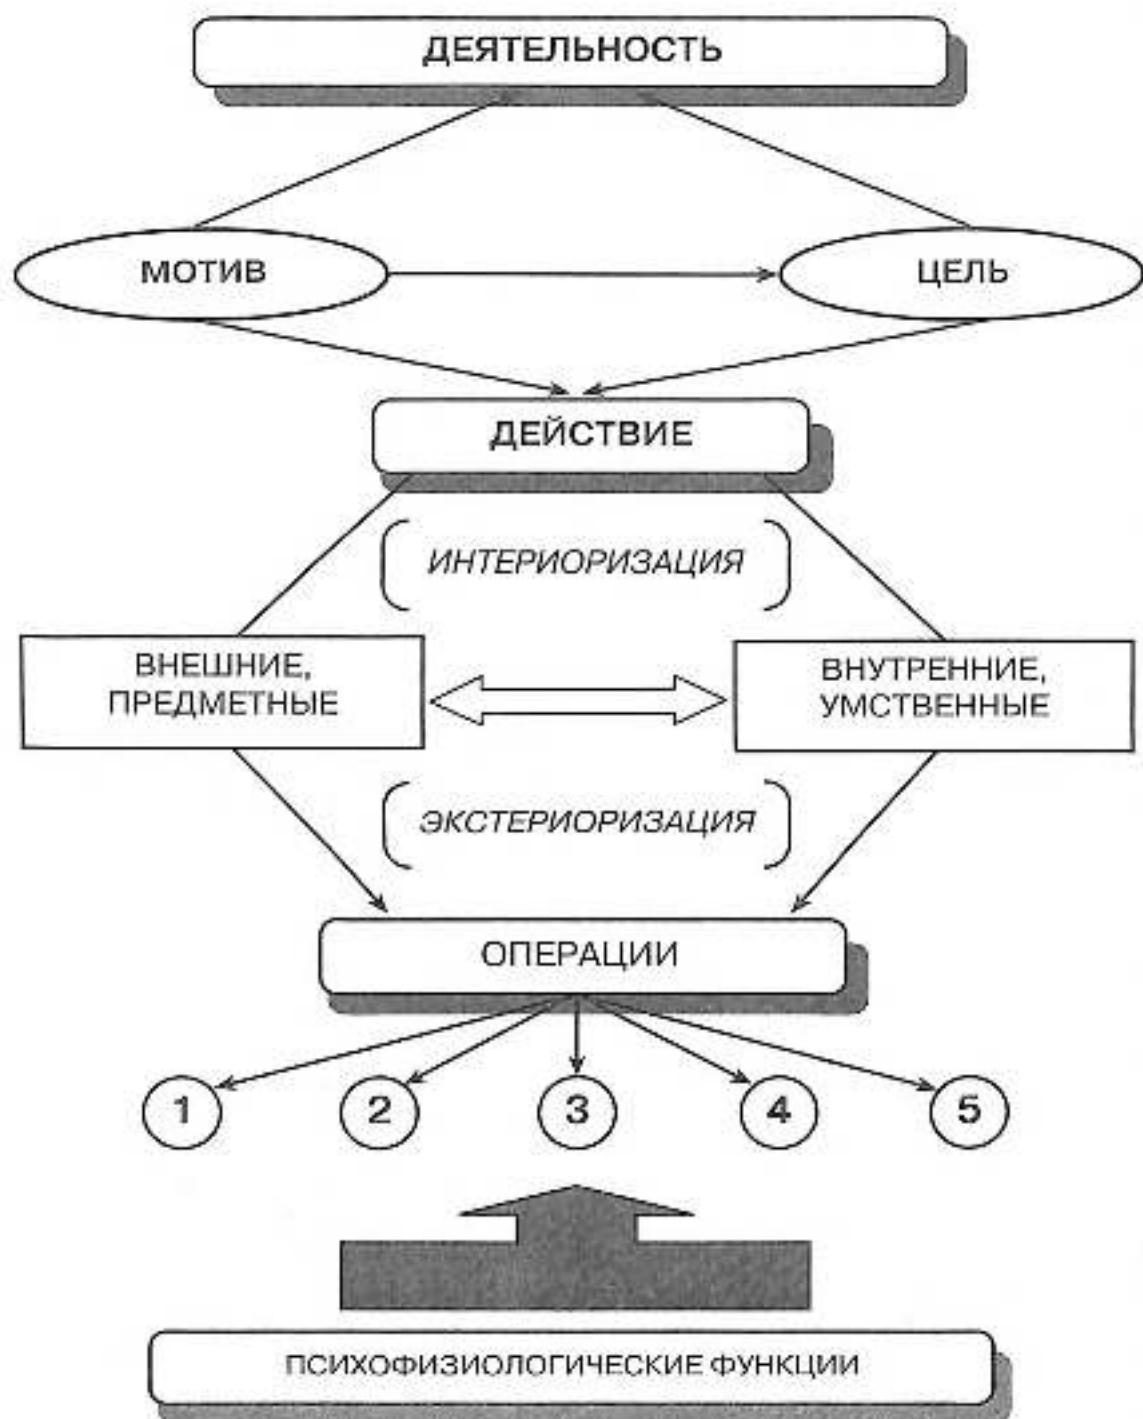 ДЕЯТЕЛЬНОСТЬ
МОТИВ
ЦЕЛЬ
ДЕЙСТВИЕ
ИНТЕРИОРИЗАЦИЯ
ВНЕШНИЕ,
ПРЕДМЕТНЫЕ
ВНУТРЕННИЕ,
УМСТВЕННЫЕ
ЭКСТЕРИОРИЗАЦИЯ
ОПЕРАЦИИ
1
2
3
4
5
ПСИХОФИЗИОЛОГИЧЕСКИЕ ФУНКЦИИ